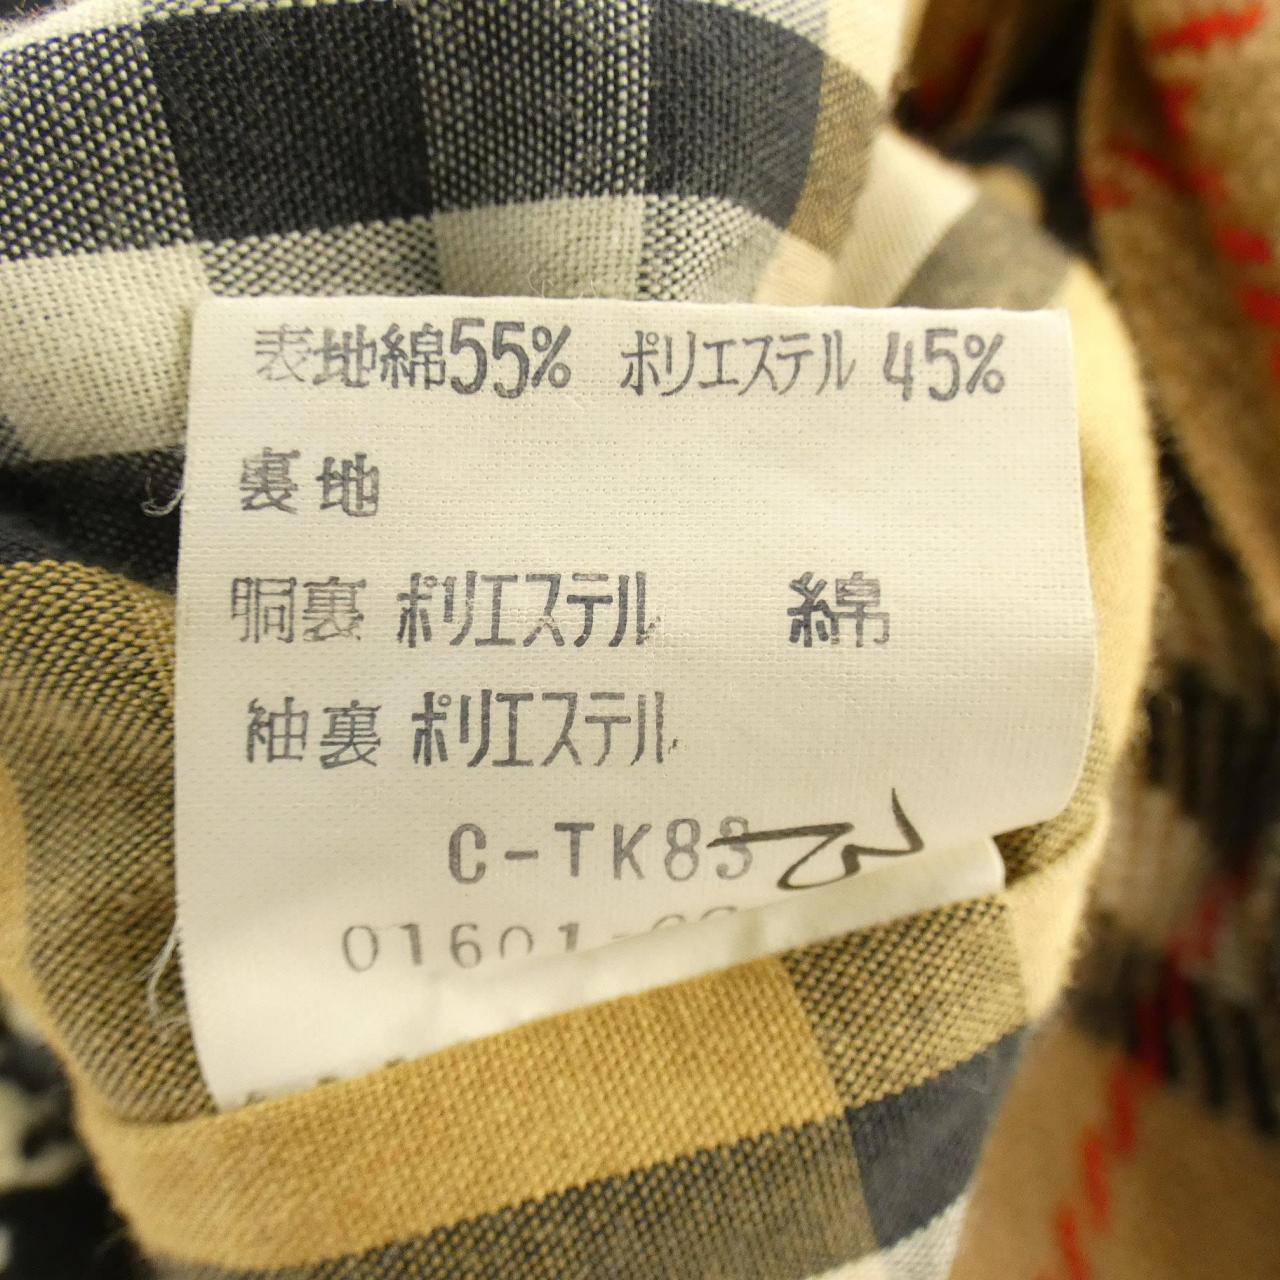 表地綿55% ポリエステル 45%
裏地
胴裏 ポリエステル 綿
袖裏 ポリエステル
C-TK83
01601-